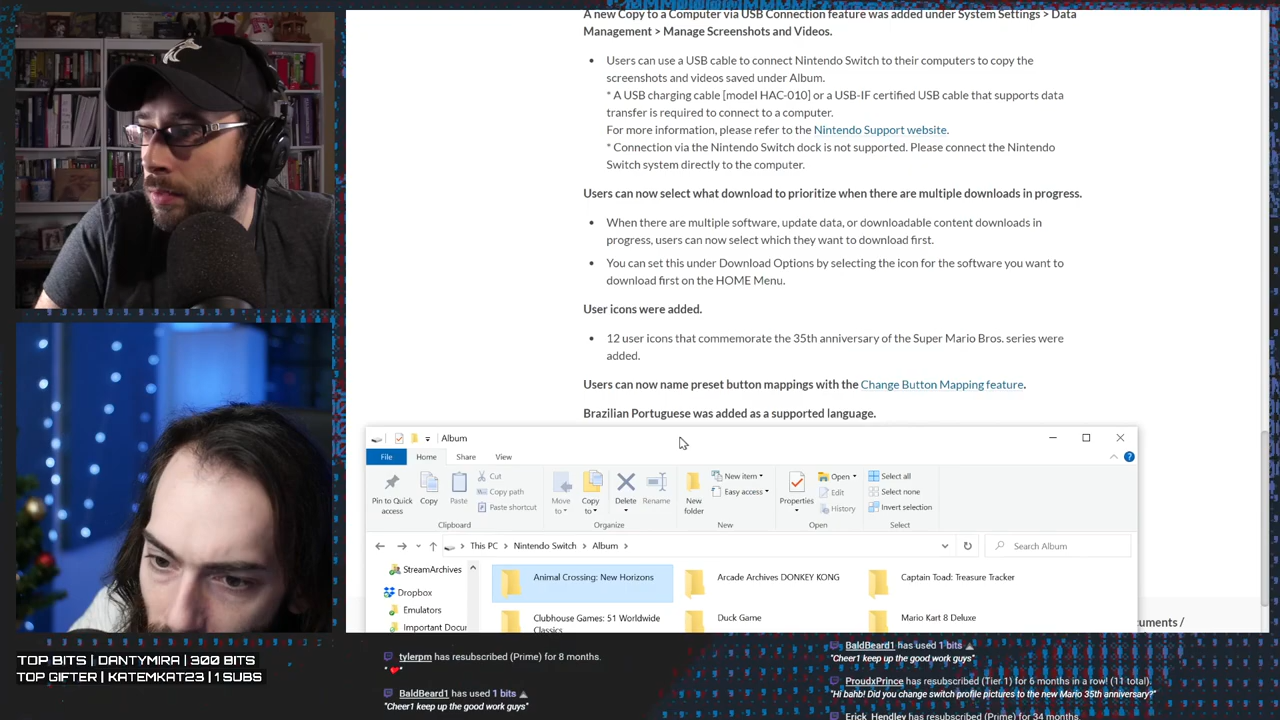 A new Copy to a Computer via USB Connection feature was added under System Settings > Data
Management > Manage Screenshots and Videos.
• Users can use a USB cable to connect Nintendo Switch to their computers to copy the
screenshots and videos saved under Album.
* A USB charging cable [model HAC-010] or a USB-IF certified USB cable that supports data
transfer is required to connect to a computer.
For more information, please refer to the Nintendo Support website.
* Connection via the Nintendo Switch dock is not supported. Please connect the Nintendo
Switch system directly to the computer.
Users can now select what download to prioritize when there are multiple downloads in progress.
• When there are multiple software, update data, or downloadable content downloads in
progress, users can now select which they want to download first.
• You can set this under Download Options by selecting the icon for the software you want to
download first on the HOME Menu.
User icons were added.
• 12 user icons that commemorate the 35th anniversary of the Super Mario Bros. series were
added.
Users can now name preset button mappings with the Change Button Mapping feature.
Brazilian Portuguese was added as a supported language.
Album
File Home Share View
Pin to Quick
access
Copy
Paste
Cut
Copy path
Paste shortcut
Clipboard
Move
to
Copy
to
Delete
Rename
Organize
New
folder
New item
Easy access
New
Properties
Open
Edit
History
Open
Select all
Select none
Invert selection
Select
This PC > Nintendo Switch > Album >
Search Album
StreamArchives
Dropbox
Emulators
Important Docu
Animal Crossing: New Horizons
Arcade Archives DONKEY KONG
Captain Toad: Treasure Tracker
Clubhouse Games: 51 Worldwide
Classics
Duck Game
Mario Kart 8 Deluxe
cuments /
TOP BITS | DANTYMIRA | 300 BITS
TOP GIFTER | KATEMKAT23 | 1 SUBS
tylerpm has resubscribed (Prime) for 8 months.
"❤"
BaldBeard1 has used 1 bits
"Cheer1 keep up the good work guys"
BaldBeard1 has used 1 bits
"Cheer1 keep up the good work guys"
ProudxPrince has resubscribed (Tier 1) for 6 months in a row! (11 total).
"Hi bahb! Did you change switch profile pictures to the new Mario 35th anniversary?"
Erick_Hendley has resubscribed (Prime) for 34 months.